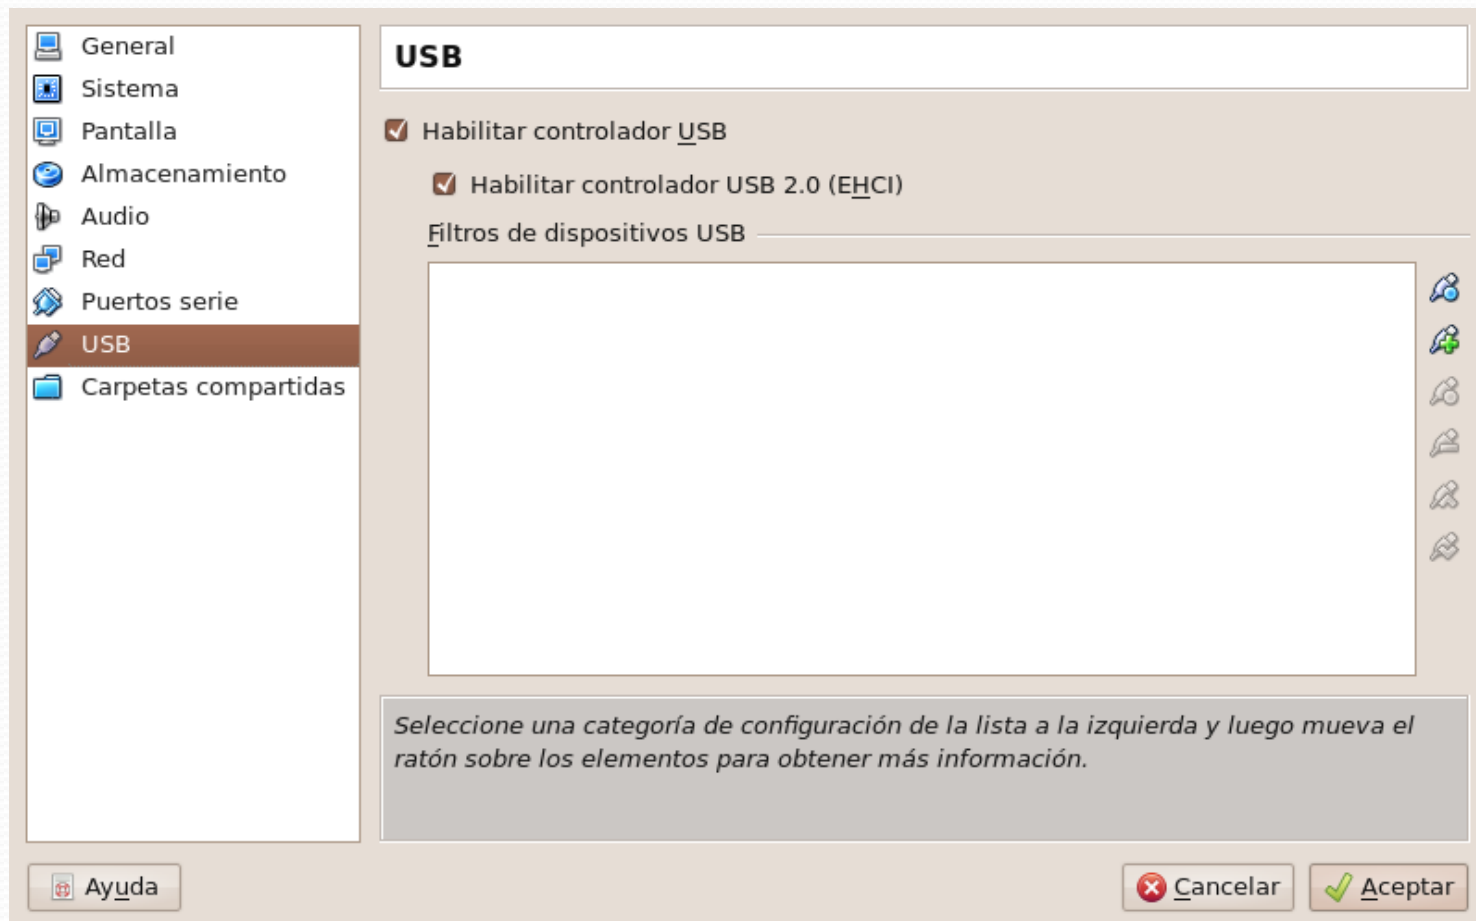 General
Sistema
Pantalla
Almacenamiento
Audio
Red
Puertos serie
USB
Carpetas compartidas
USB
Habilitar controlador USB
Habilitar controlador USB 2.0 (EHCI)
Filtros de dispositivos USB
Seleccione una categoría de configuración de la lista a la izquierda y luego mueva el
ratón sobre los elementos para obtener más información.
Ayuda
Cancelar
Aceptar